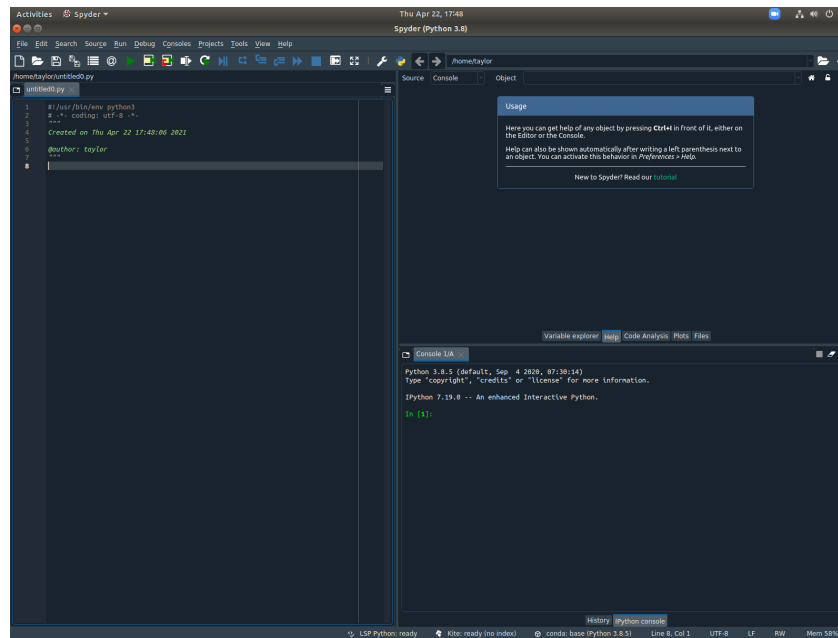 Activities Spyder Thu Apr 22, 17:48
Spyder (Python 3.8)
File Edit Search Source Run Debug Consoles Projects Tools View Help
/home/taylor
/home/taylor/untitled0.py
untitled0.py
1 #!/usr/bin/env python3
2 # -*- coding: utf-8 -*-
3 """
4 Created on Thu Apr 22 17:48:06 2021
5
6 @author: taylor
7 """
8
Source Console Object
Usage
Here you can get help of any object by pressing Ctrl+I in front of it, either on
the Editor or the Console.
Help can also be shown automatically after writing a left parenthesis next to
an object. You can activate this behavior in Preferences > Help.
New to Spyder? Read our tutorial
Variable explorer Help Code Analysis Plots Files
Console 1/A
Python 3.8.5 (default, Sep 4 2020, 07:30:14)
Type "copyright", "credits" or "license" for more information.
IPython 7.19.0 -- An enhanced Interactive Python.
In [1]:
History IPython console
LSP Python: ready Kite: ready (no index) conda: base (Python 3.8.5) Line 8, Col 1 UTF-8 LF RW Mem 58%